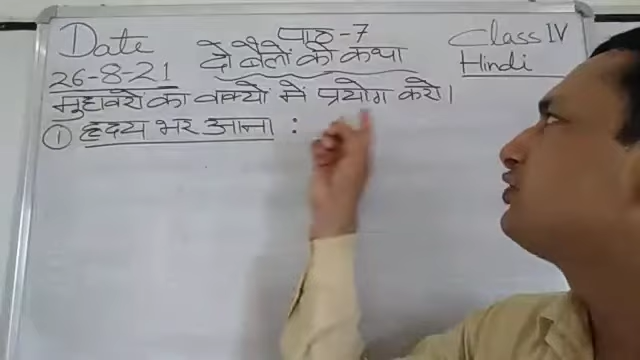 Date
26-8-21
पाठ-7
दो बैलों की कथा
Class IV
Hindi
मुहावरों का वाक्यों में प्रयोग करो।
① हृदय भर आना :